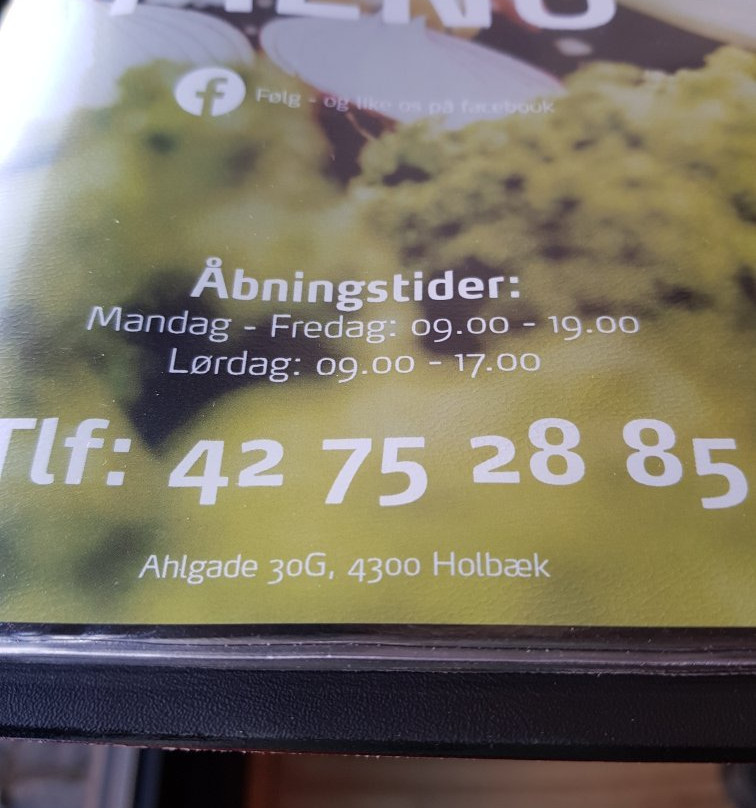 MENU
Følg - og like os på facebook
Åbningstider:
Mandag - Fredag: 09.00 - 19.00
Lørdag: 09.00 - 17.00
Tlf: 42 75 28 85
Ahlgade 30G, 4300 Holbæk